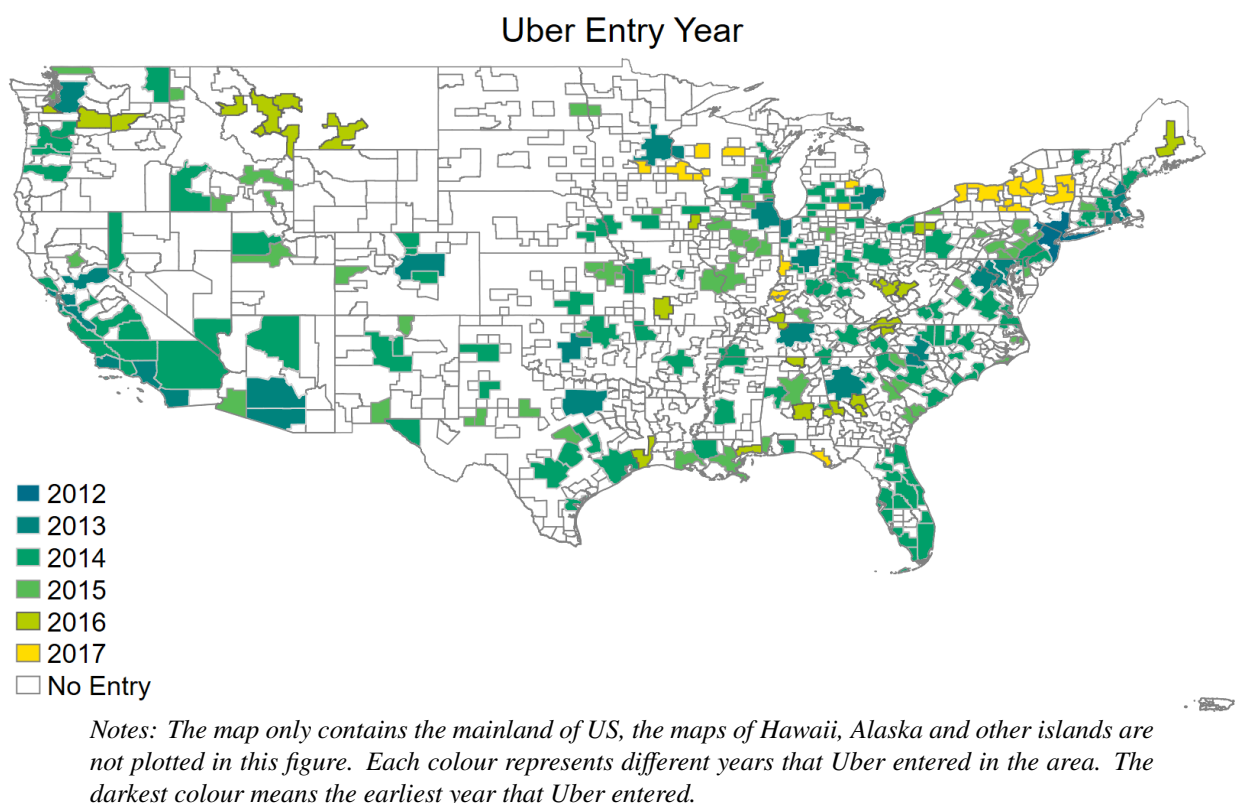 Uber Entry Year
2012
2013
2014
2015
2016
2017
No Entry
Notes: The map only contains the mainland of US, the maps of Hawaii, Alaska and other islands are
not plotted in this figure. Each colour represents different years that Uber entered in the area. The
darkest colour means the earliest year that Uber entered.